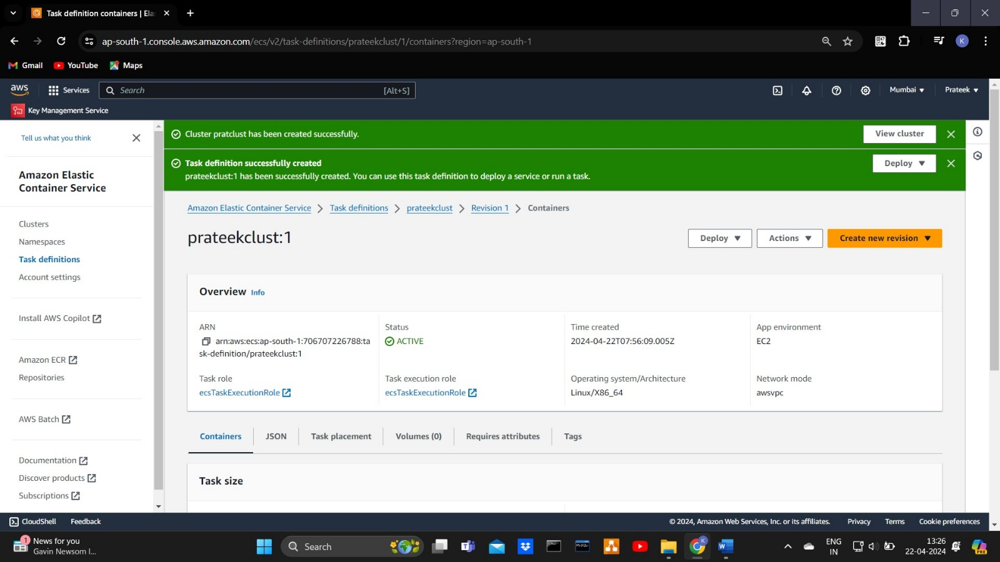 Task definition containers | Ela
ap-south-1.console.aws.amazon.com/ecs/v2/task-definitions/prateekclust/1/containers?region=ap-south-1
K
Gmail
YouTube
Maps
aws
Services
Search
[Alt+S]
Mumbai
Prateek
Key Management Service
Tell us what you think
Amazon Elastic
Container Service
Clusters
Namespaces
Task definitions
Account settings
Install AWS Copilot
Amazon ECR
Repositories
AWS Batch
Documentation
Discover products
Subscriptions
Cluster pratclust has been created successfully.
View cluster
Task definition successfully created
prateekclust:1 has been successfully created. You can use this task definition to deploy a service or run a task.
Deploy
Amazon Elastic Container Service
Task definitions
prateekclust
Revision 1
Containers
prateekclust:1
Deploy
Actions
Create new revision
Overview Info
ARN
arn:aws:ecs:ap-south-1:706707226788:ta
sk-definition/prateekclust:1
Status
ACTIVE
Time created
2024-04-22T07:56:09.005Z
App environment
EC2
Task role
ecsTaskExecutionRole
Task execution role
ecsTaskExecutionRole
Operating system/Architecture
Linux/X86_64
Network mode
awsvpc
Containers
JSON
Task placement
Volumes (0)
Requires attributes
Tags
Task size
CloudShell
Feedback
© 2024, Amazon Web Services, Inc. or its affiliates.
Privacy
Terms
Cookie preferences
1
News for you
Gavin Newsom I...
Search
K
ENG
IN
13:26
22-04-2024
PRE